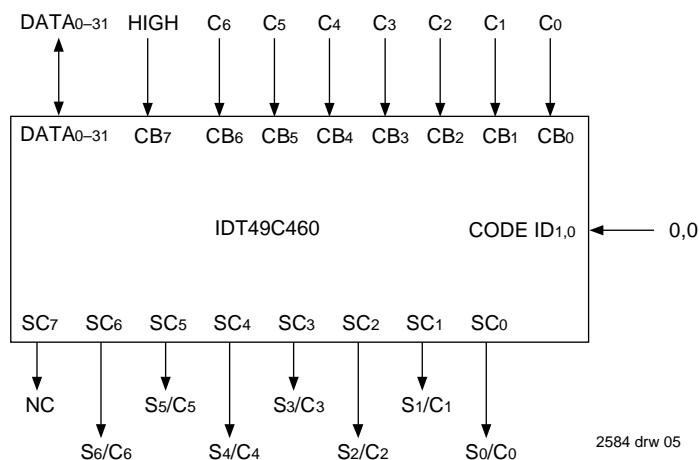 DATA0–31 HIGH C6 C5 C4 C3 C2 C1 C0
DATA0–31 CB7 CB6 CB5 CB4 CB3 CB2 CB1 CB0
IDT49C460 CODE ID1,0 0,0
SC7 SC6 SC5 SC4 SC3 SC2 SC1 SC0
NC S5/C5 S3/C3 S1/C1
S6/C6 S4/C4 S2/C2 S0/C0 2584 drw 05